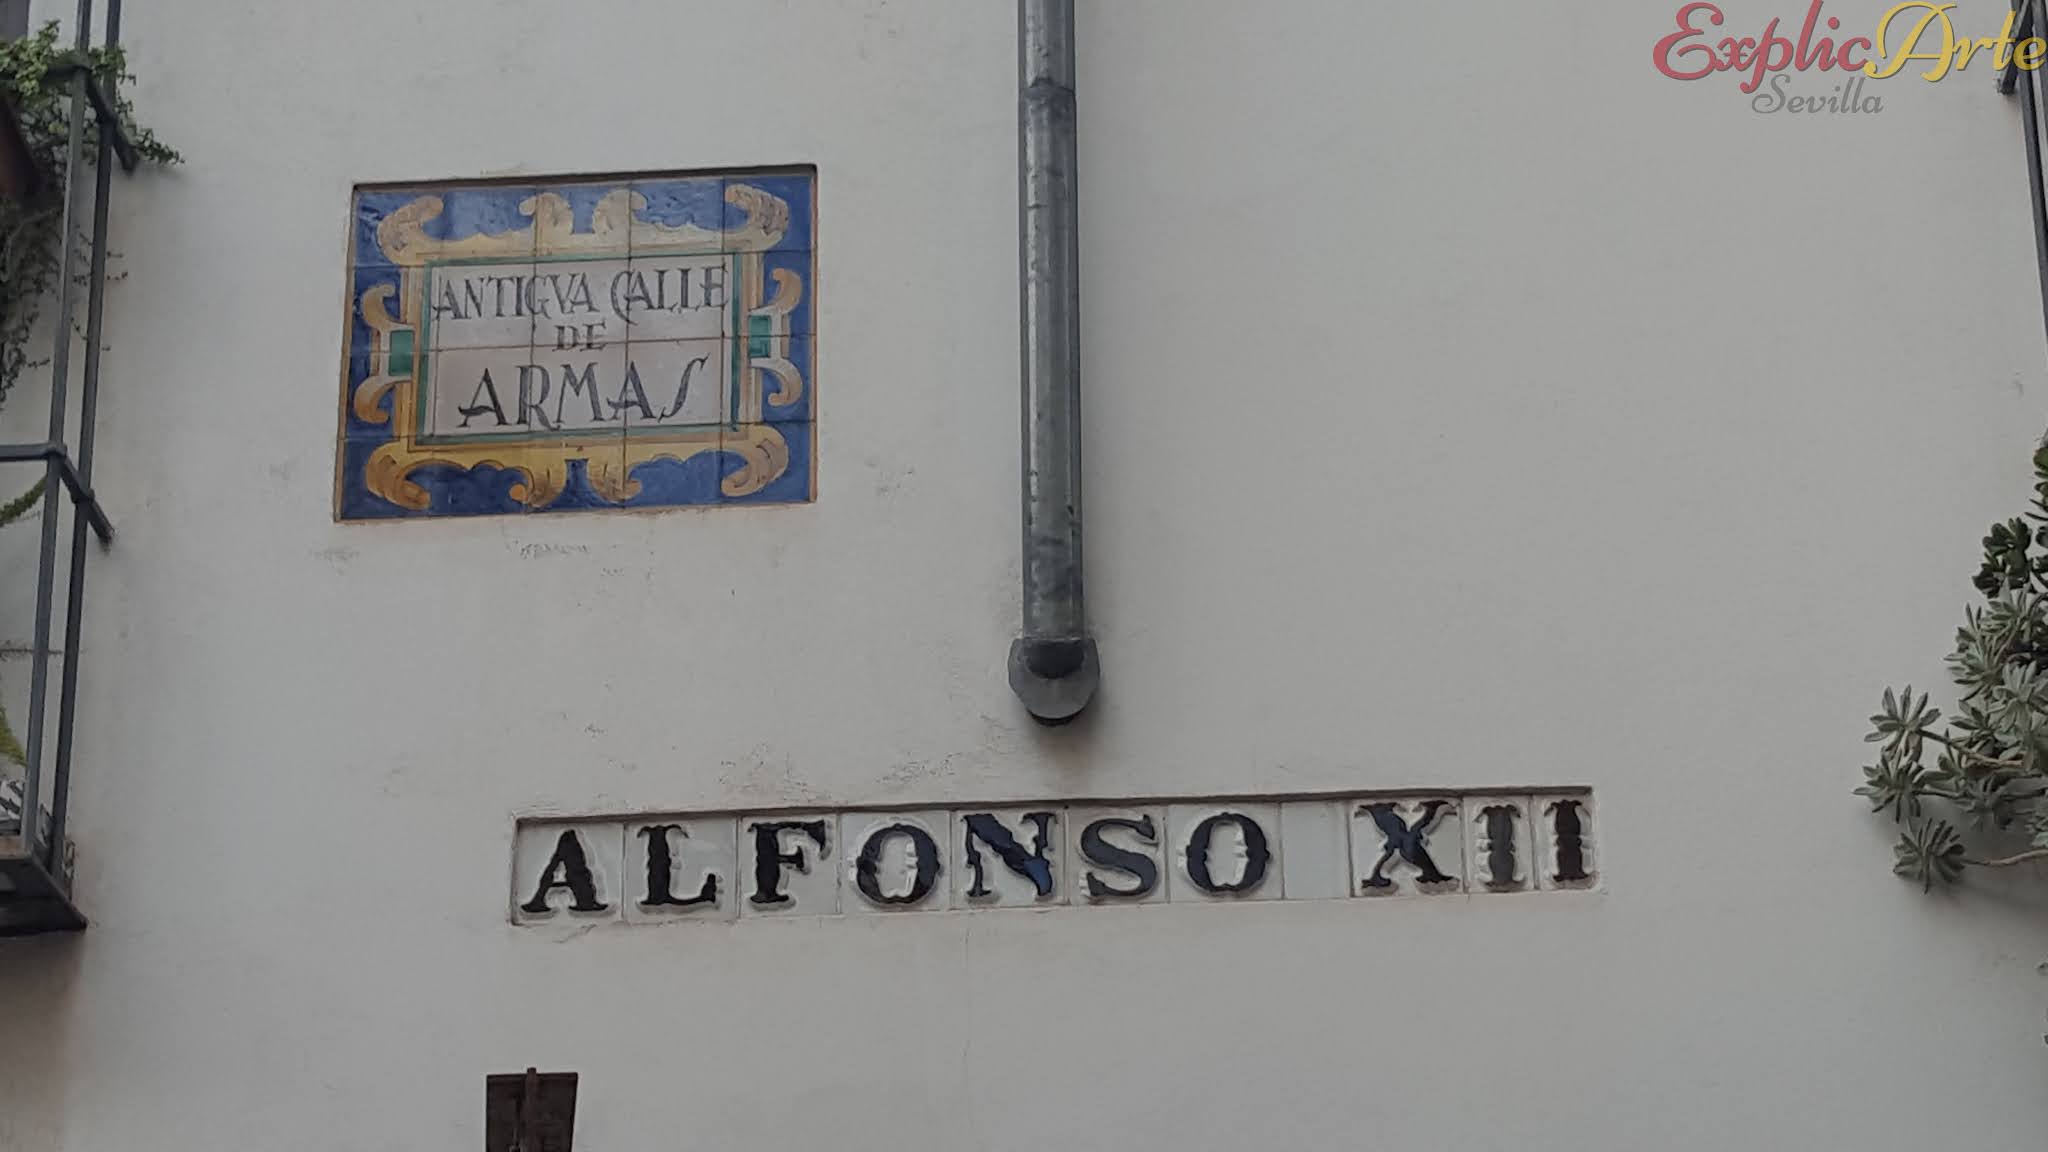 ExplicArte
Sevilla
ANTIGVA CALLE
DE
ARMAS
ALFONSO XII